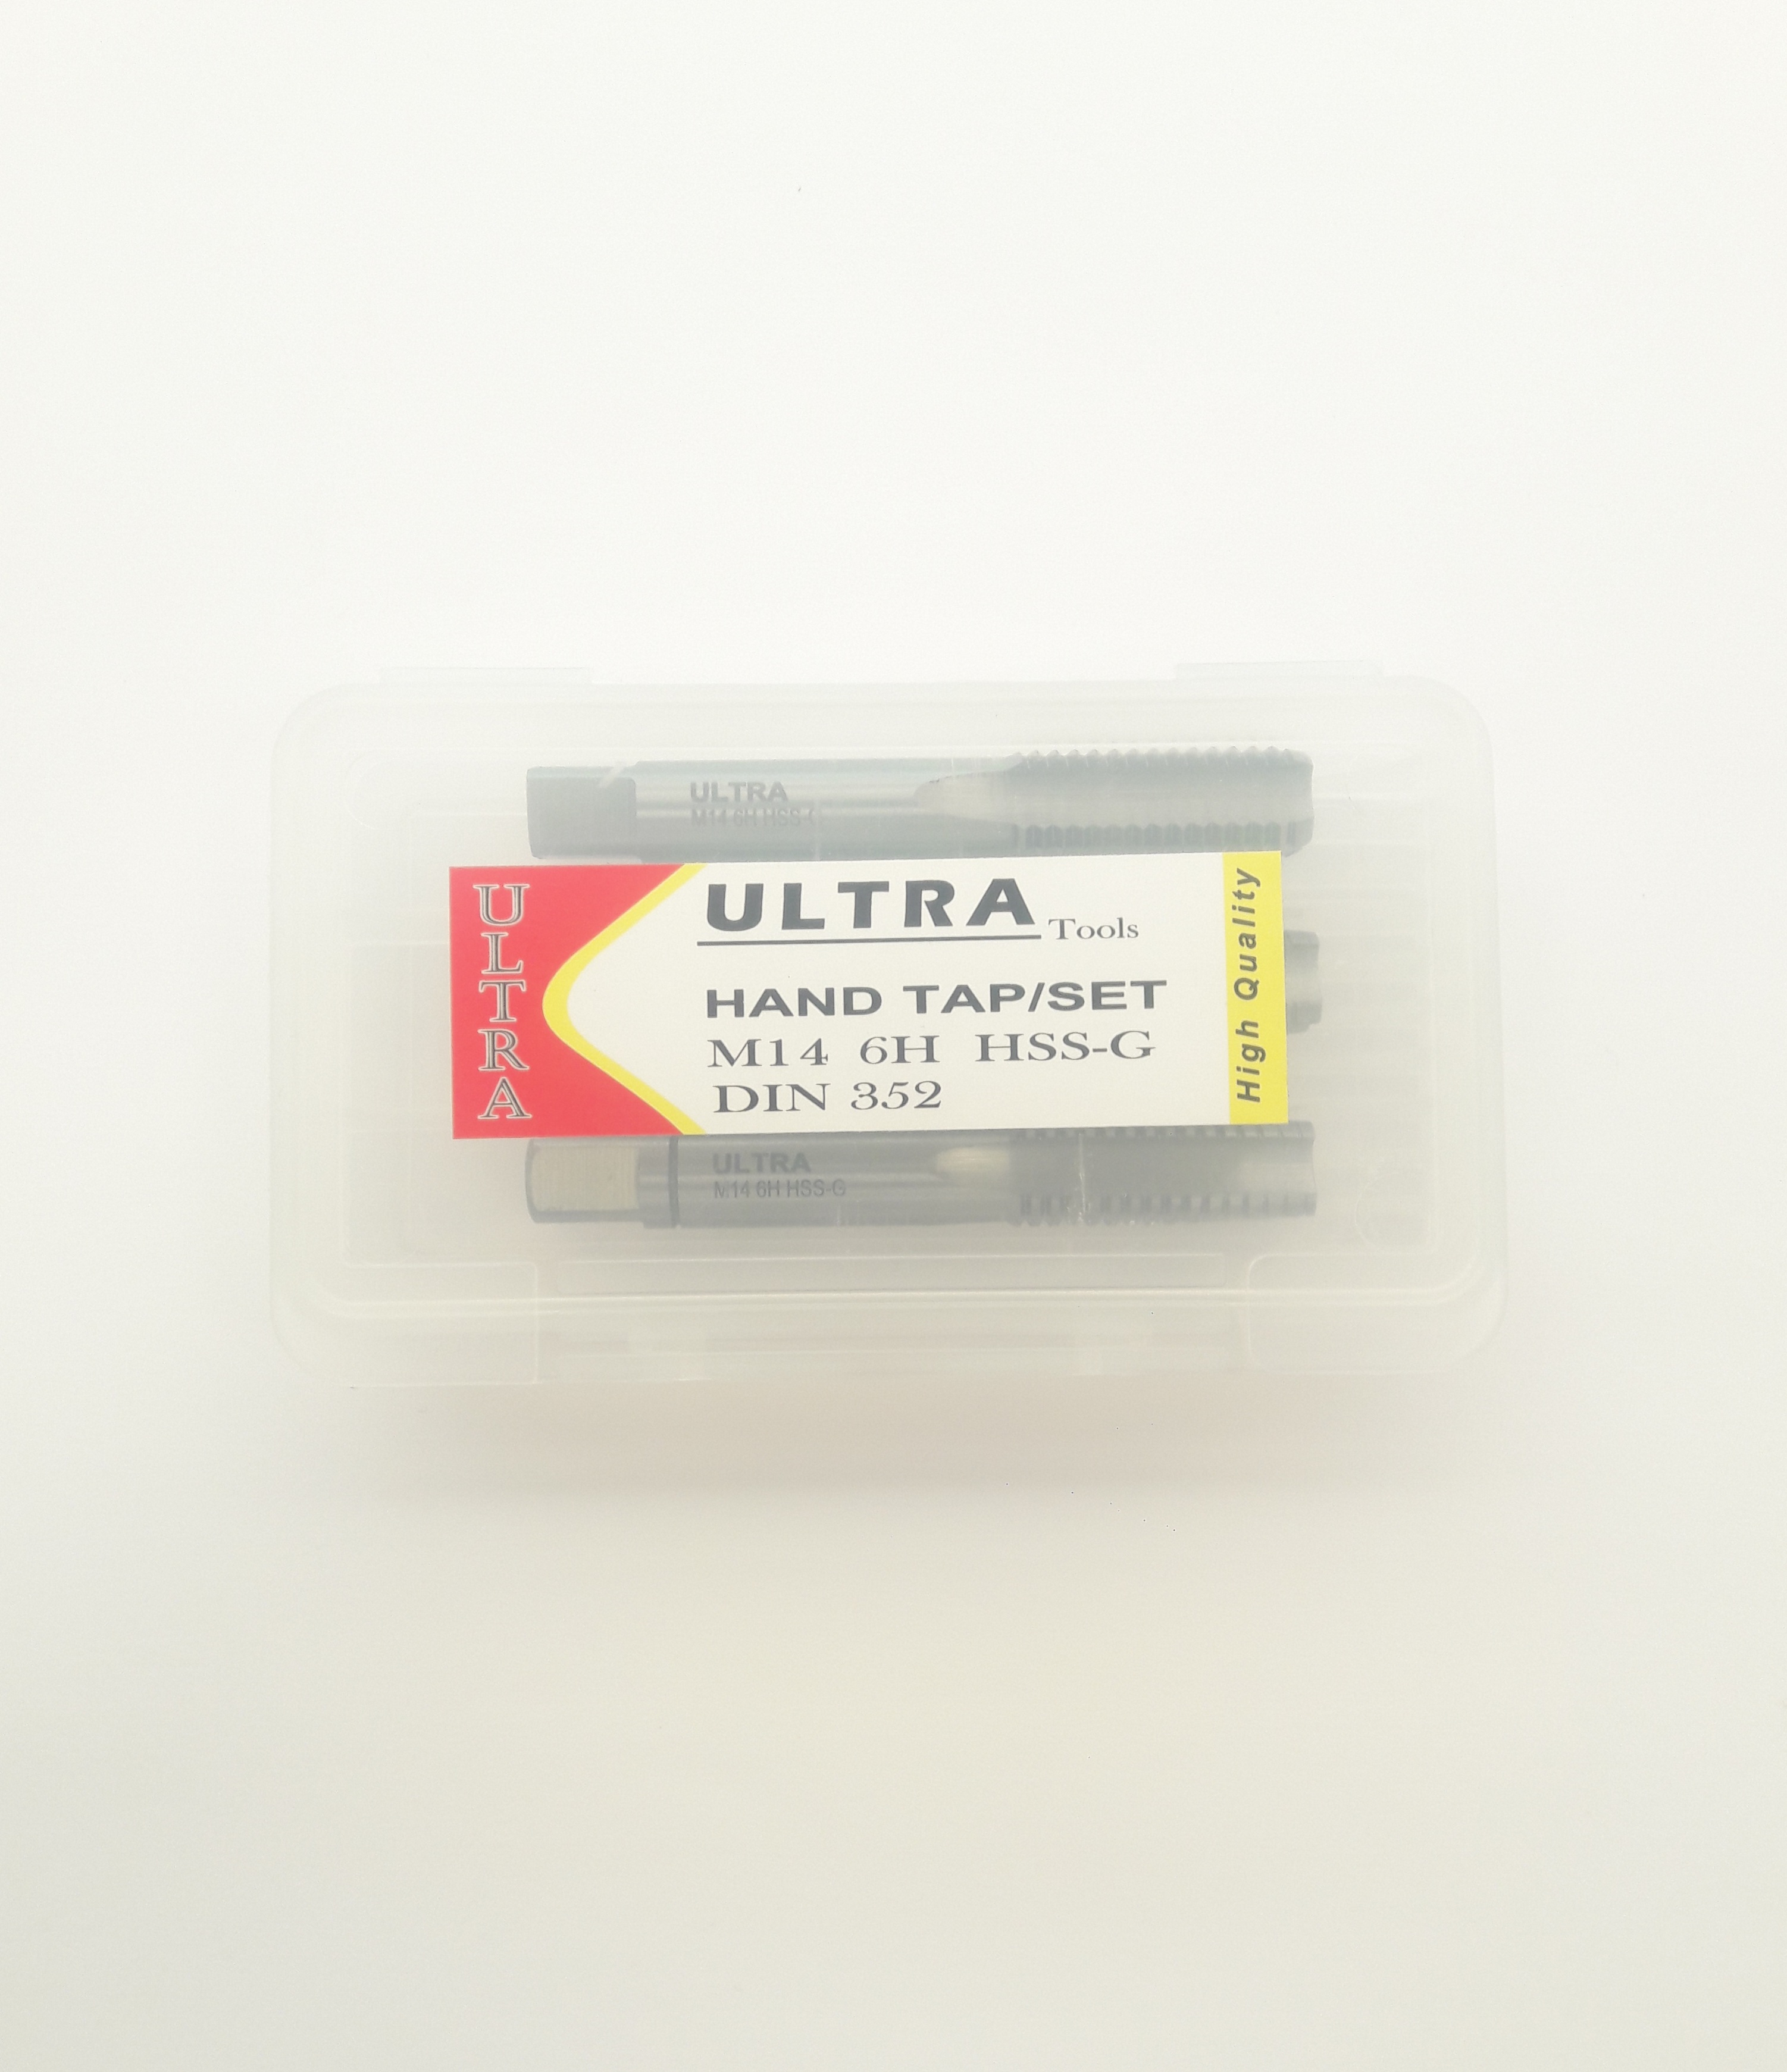 ULTRA
M14 6H HSS-
ULTRA
ULTRA Tools
HAND TAP/SET
M14 6H HSS-G
DIN 352
High Quality
ULTRA
M14 6H HSS-G